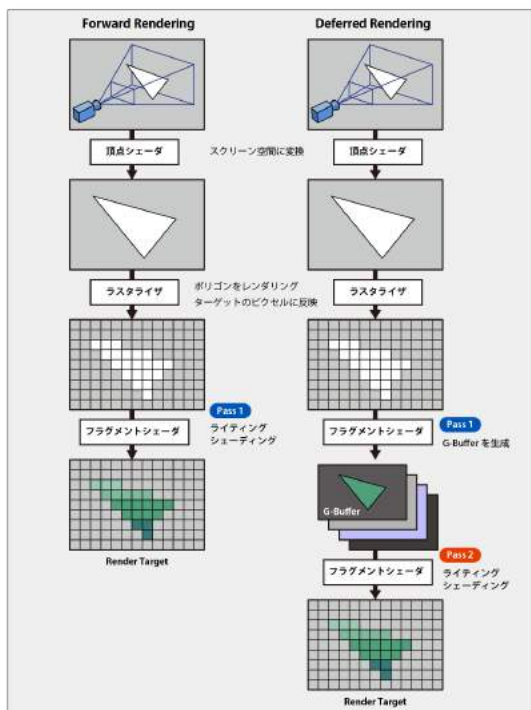 Forward Rendering
頂点シェーダ
スクリーン空間に変換
ラスタライザ
ポリゴンをレンダリング
ターゲットのピクセルに反映
Pass 1
フラグメントシェーダ
ライティング
シェーディング
Render Target
Deferred Rendering
頂点シェーダ
ラスタライザ
Pass 1
フラグメントシェーダ
G-Buffer を生成
G-Buffer
Pass 2
フラグメントシェーダ
ライティング
シェーディング
Render Target